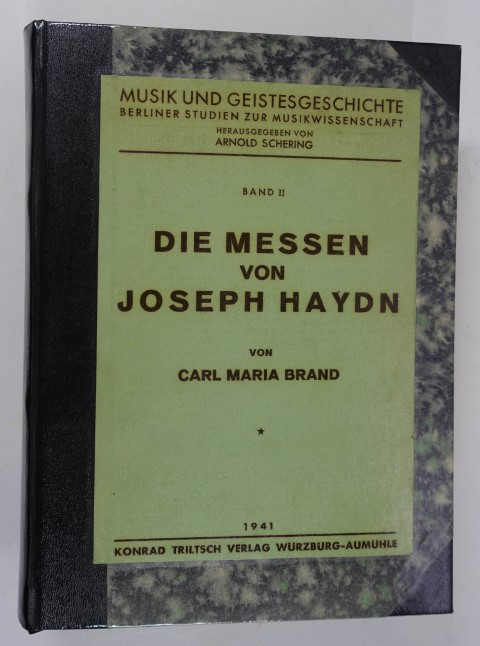 MUSIK UND GEISTESGESCHICHTE
BERLINER STUDIEN ZUR MUSIKWISSENSCHAFT
HERAUSGEGEBEN VON
ARNOLD SCHERING
BAND II
DIE MESSEN
VON
JOSEPH HAYDN
VON
CARL MARIA BRAND
1941
KONRAD TRILTSCH VERLAG WÜRZBURG-AUMÜHLE